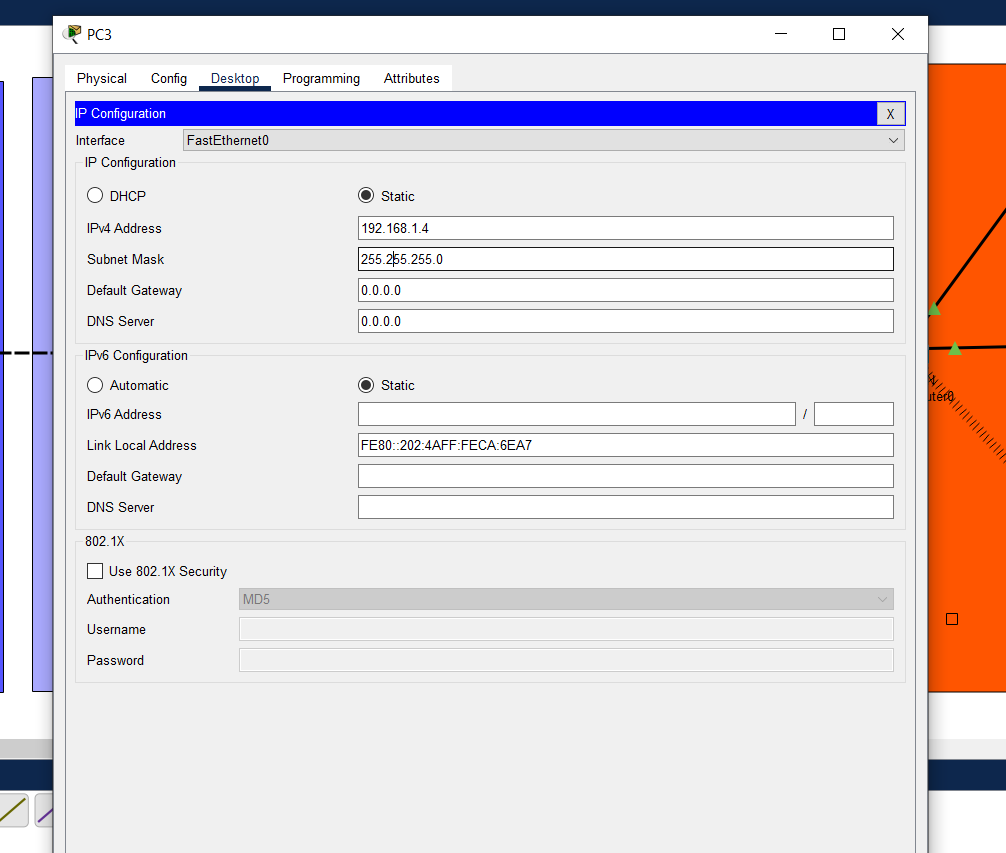 PC3
Physical Config Desktop Programming Attributes
IP Configuration X
Interface FastEthernet0
IP Configuration
DHCP Static
IPv4 Address 192.168.1.4
Subnet Mask 255.255.255.0
Default Gateway 0.0.0.0
DNS Server 0.0.0.0
IPv6 Configuration
Automatic Static
IPv6 Address /
Link Local Address FE80::202:4AFF:FECA:6EA7
Default Gateway
DNS Server
802.1X
Use 802.1X Security
Authentication MD5
Username
Password